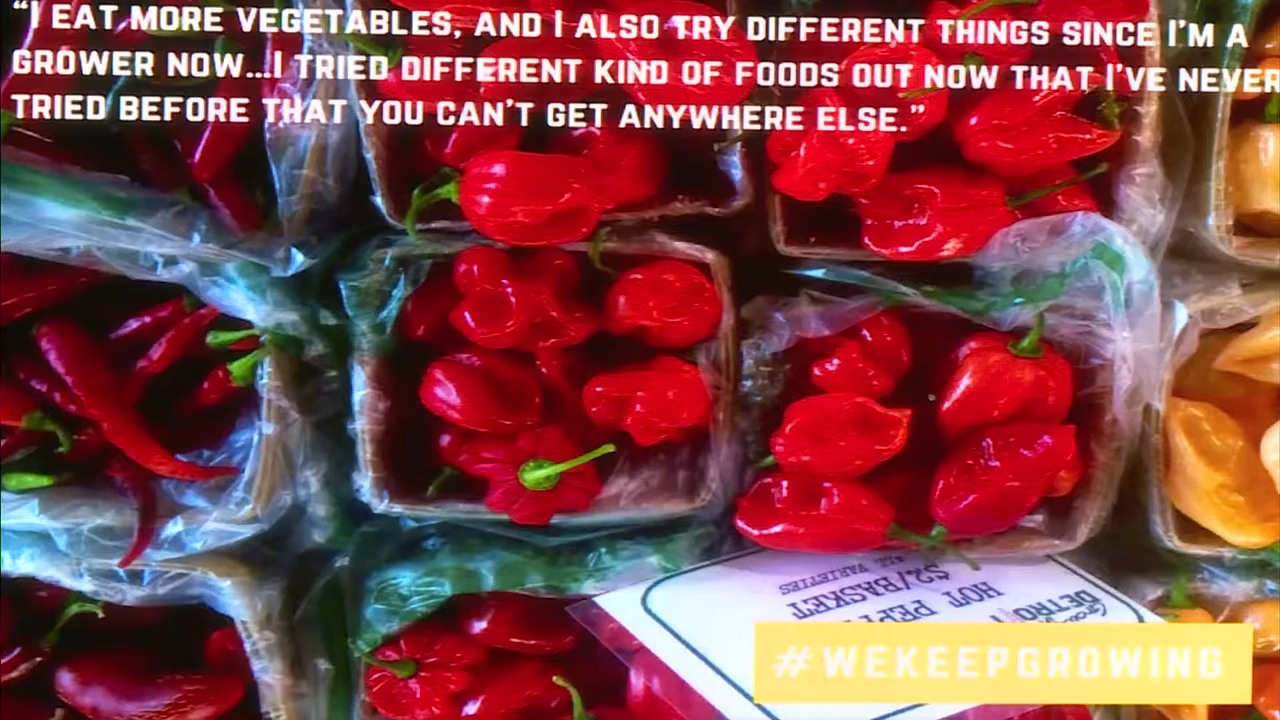 “I EAT MORE VEGETABLES, AND I ALSO TRY DIFFERENT THINGS SINCE I’M A
GROWER NOW...I TRIED DIFFERENT KIND OF FOODS OUT NOW THAT I’VE NEVER
TRIED BEFORE THAT YOU CAN’T GET ANYWHERE ELSE.”
DETRO
HOT PEP
$2/BASKET
ALL VARIETIES
#WEKEEPGROWING